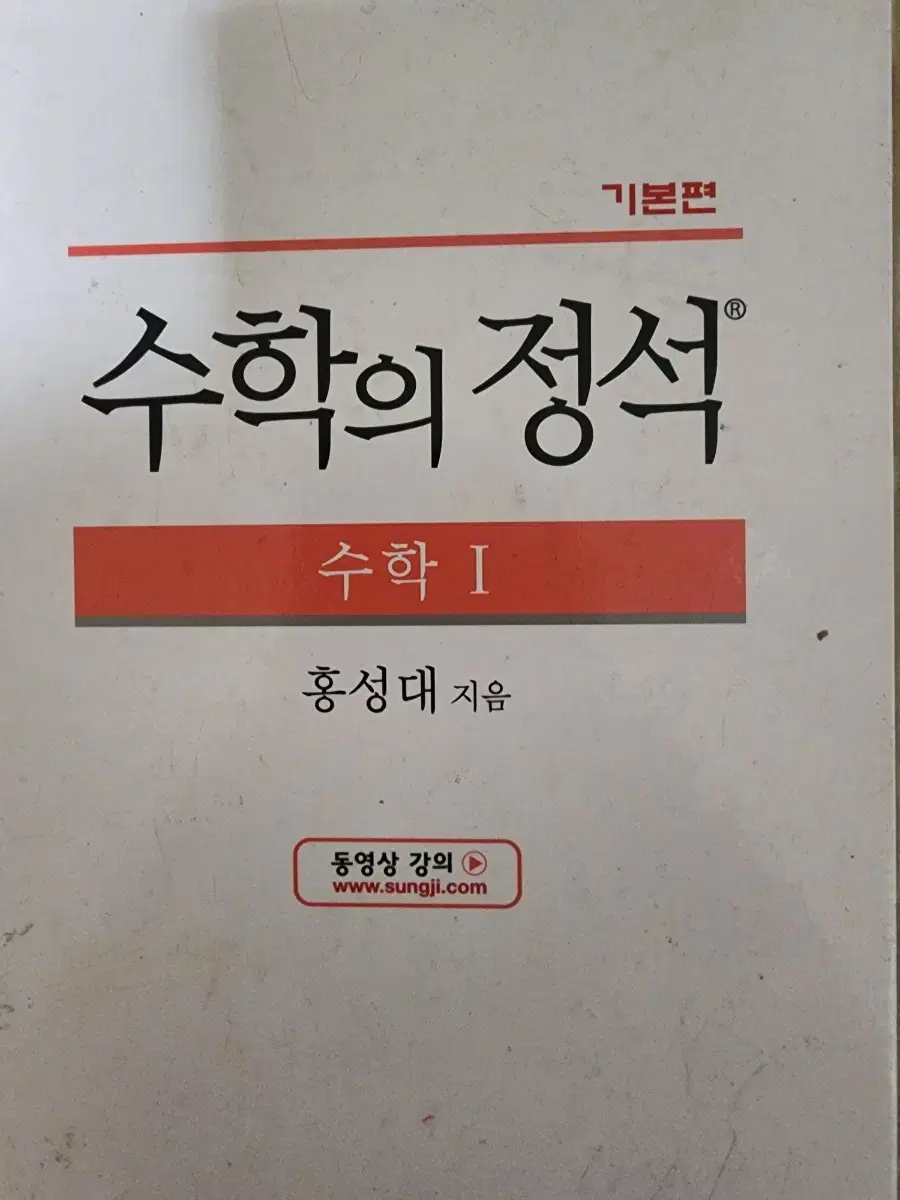 기본편
수학의 정석®
수학 I
홍성대 지음
동영상 강의
www.sungji.com